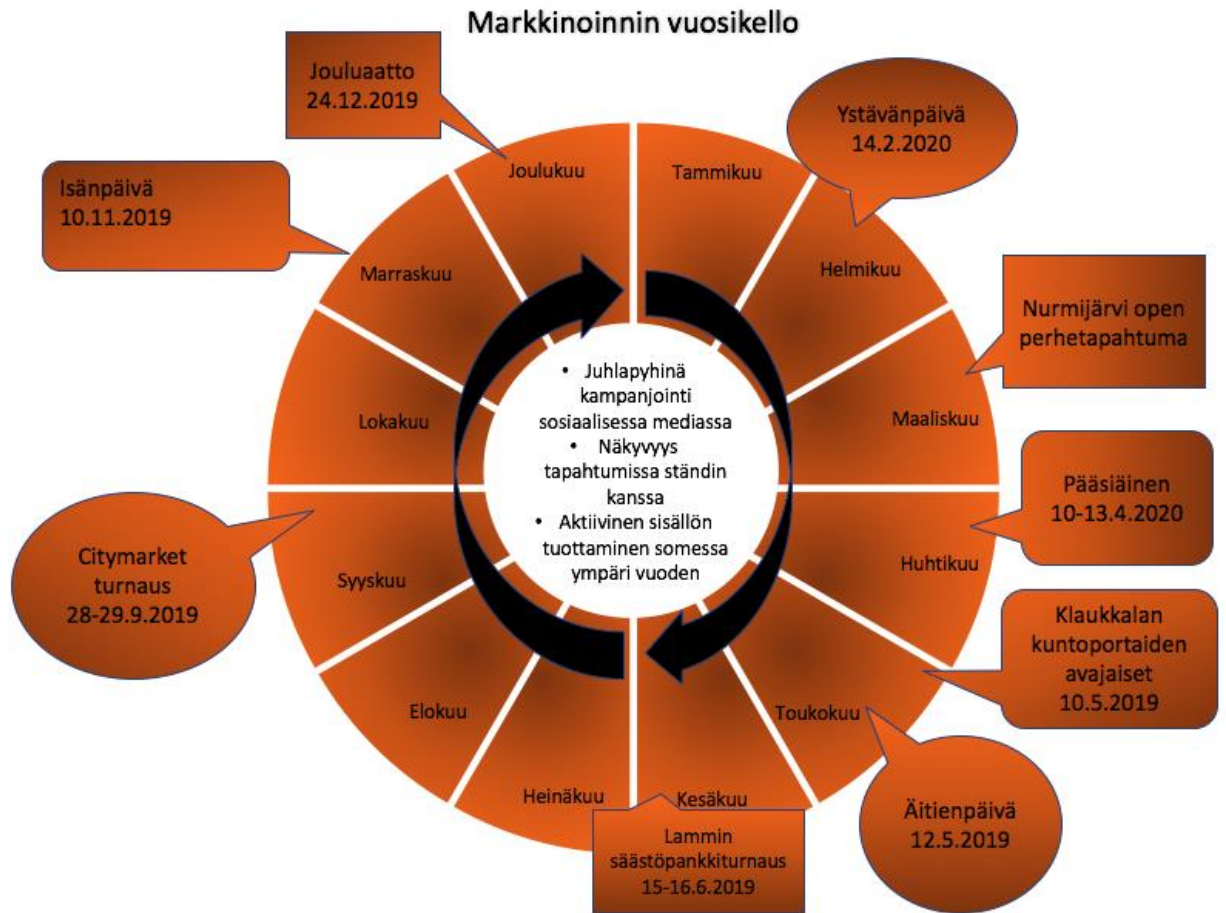 Markkinoinnin vuosikello
Jouluaatto
24.12.2019
Ystävänpäivä
14.2.2020
Isänpäivä
10.11.2019
Nurmijärvi open
perhetapahtuma
Pääsiäinen
10-13.4.2020
Klaukkalan
kuntoportaiden
avajaiset
10.5.2019
Äitienpäivä
12.5.2019
Lammin
säästöpankkiturnaus
15-16.6.2019
Citymarket
turnaus
28-29.9.2019
Tammikuu
Helmikuu
Maaliskuu
Huhtikuu
Toukokuu
Kesäkuu
Heinäkuu
Elokuu
Syyskuu
Lokakuu
Marraskuu
Joulukuu
• Juhlapyhinä
kampanjointi
sosiaalisessa mediassa
• Näkyvyys
tapahtumissa ständin
kanssa
• Aktiivinen sisällön
tuottaminen somessa
ympäri vuoden